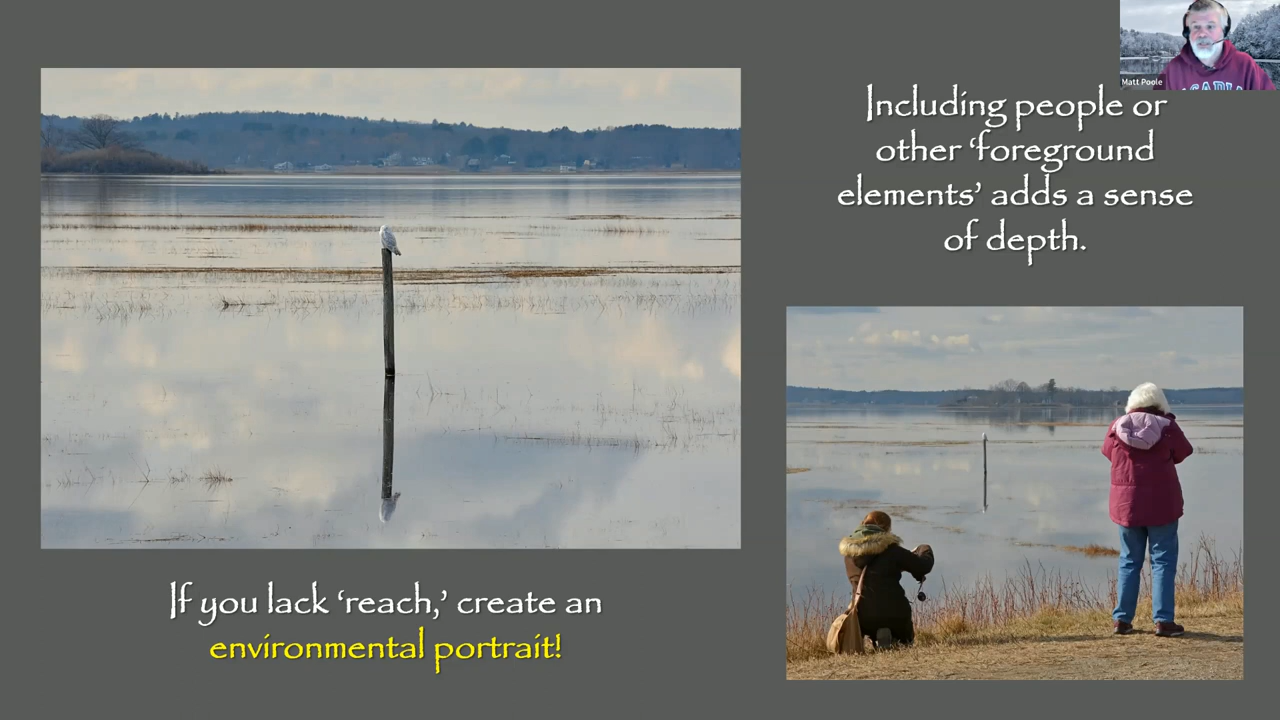 Matt Poole
Including people or
other ‘foreground
elements’ adds a sense
of depth.
If you lack ‘reach,’ create an
environmental portrait!